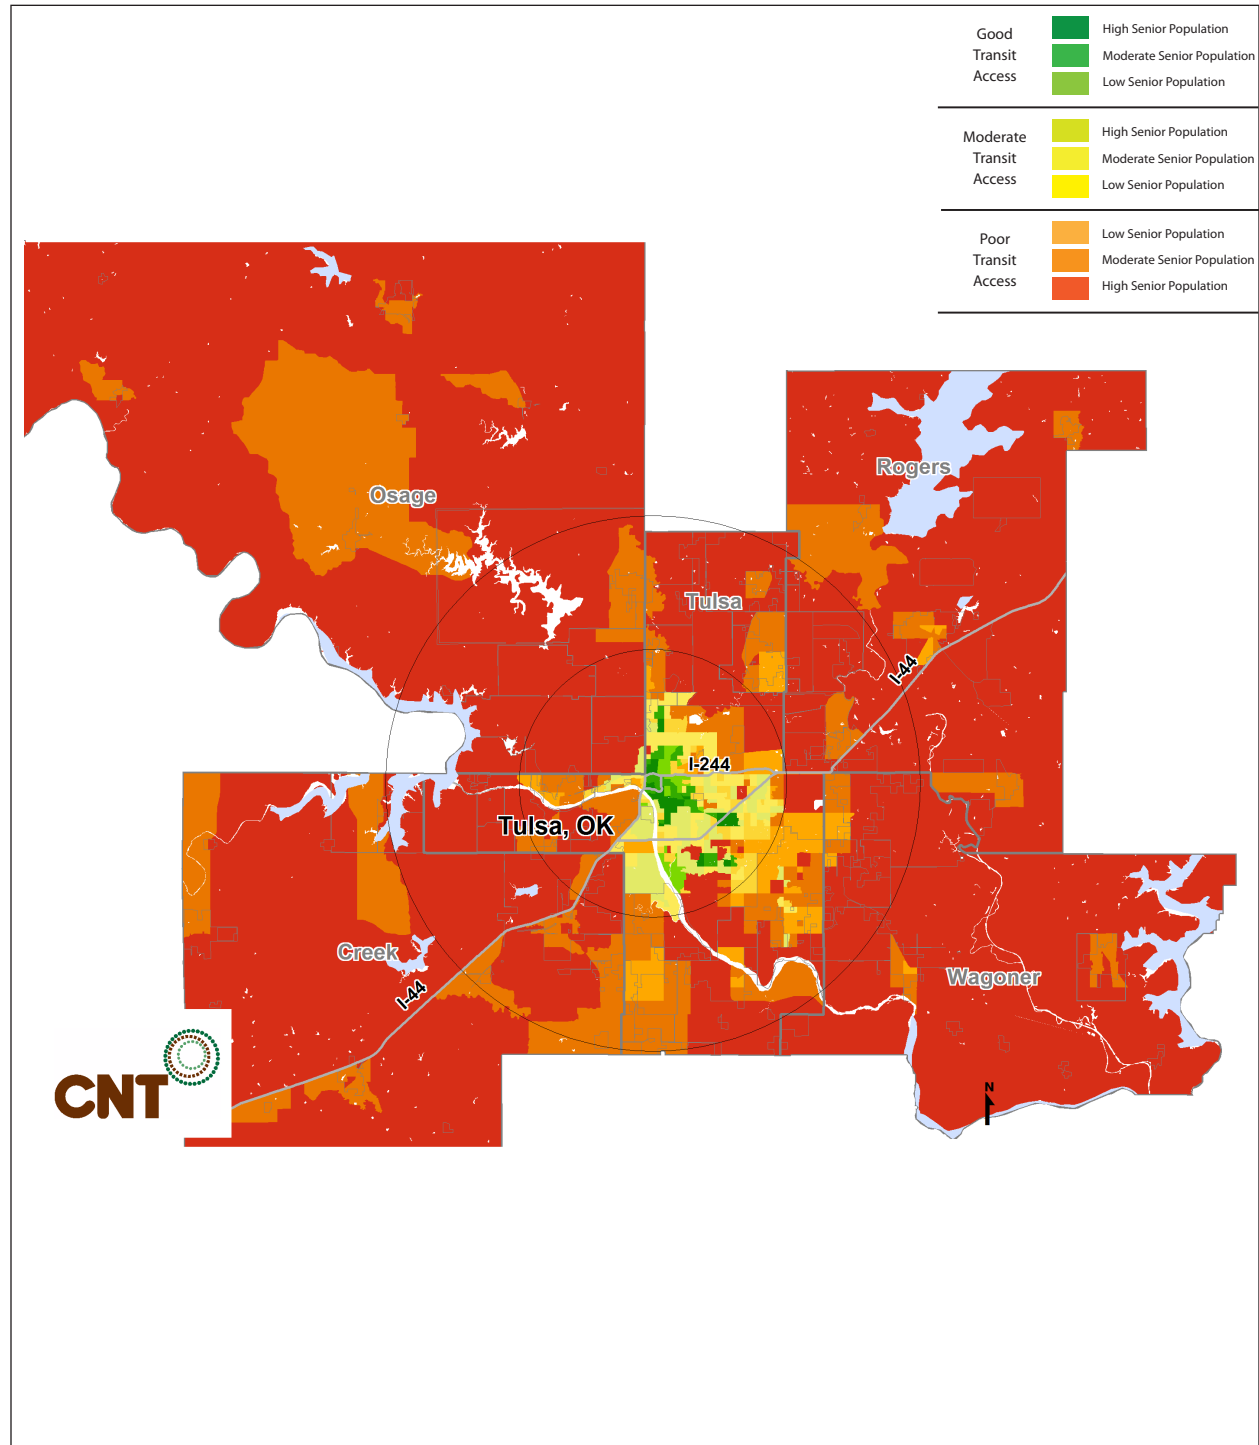 Good
Transit
Access
High Senior Population
Moderate Senior Population
Low Senior Population
Moderate
Transit
Access
High Senior Population
Moderate Senior Population
Low Senior Population
Poor
Transit
Access
Low Senior Population
Moderate Senior Population
High Senior Population
Rogers
Osage
Tulsa
I-44
I-244
Tulsa, OK
Creek
Wagoner
I-44
CNT
N